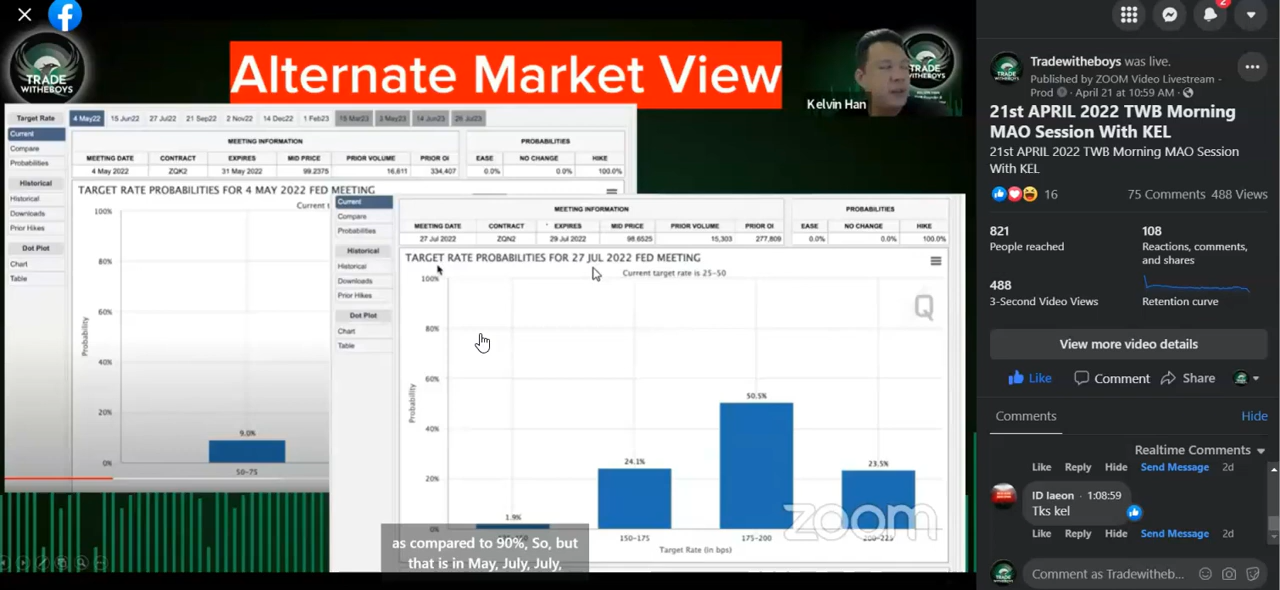 Alternate Market View
TRADE
WITHEBOYS
Kelvin Han
TRADE
WITHEBOYS
Target Rate
4 May22
15 Jun22
27 Jul22
21 Sep22
2 Nov22
14 Dec22
1 Feb23
15 Mar23
3 May23
14 Jun23
26 Jul23
Current
Compare
Probabilities
Historical
Historical
Downloads
Prior Hikes
Dot Plot
Chart
Table
MEETING INFORMATION
PROBABILITIES
MEETING DATE CONTRACT EXPIRES MID PRICE PRIOR VOLUME PRIOR OI EASE NO CHANGE HIKE
4 May 2022 ZQK2 31 May 2022 99.2375 16,611 334,407 0.0% 0.0% 100.0%
TARGET RATE PROBABILITIES FOR 4 MAY 2022 FED MEETING
Current t
100%
80%
60%
40%
20%
0%
Probability
9.0%
50-75
Current
Compare
Probabilities
Historical
Historical
Downloads
Prior Hikes
Dot Plot
Chart
Table
MEETING INFORMATION
PROBABILITIES
MEETING DATE CONTRACT EXPIRES MID PRICE PRIOR VOLUME PRIOR OI EASE NO CHANGE HIKE
27 Jul 2022 ZQN2 29 Jul 2022 98.6525 15,303 277,809 0.0% 0.0% 100.0%
TARGET RATE PROBABILITIES FOR 27 JUL 2022 FED MEETING
Current target rate is 25-50
100%
80%
60%
40%
20%
0%
Probability
1.9%
24.1%
50.5%
23.5%
150-175
175-200
200-225
Target Rate (in bps)
Q
zoom
as compared to 90%, So, but
that is in May, July, July,
Tradewitheboys was live.
Published by ZOOM Video Livestream -
Prod · April 21 at 10:59 AM ·
21st APRIL 2022 TWB Morning
MAO Session With KEL
21st APRIL 2022 TWB Morning MAO Session
With KEL
16
75 Comments 488 Views
821
People reached
108
Reactions, comments,
and shares
488
3-Second Video Views
Retention curve
View more video details
Like Comment Share
Comments
Hide
Realtime Comments
Like Reply Hide Send Message 2d
ID Iaeon · 1:08:59
Tks kel
Like Reply Hide Send Message 2d
Comment as Tradewitheb...
2